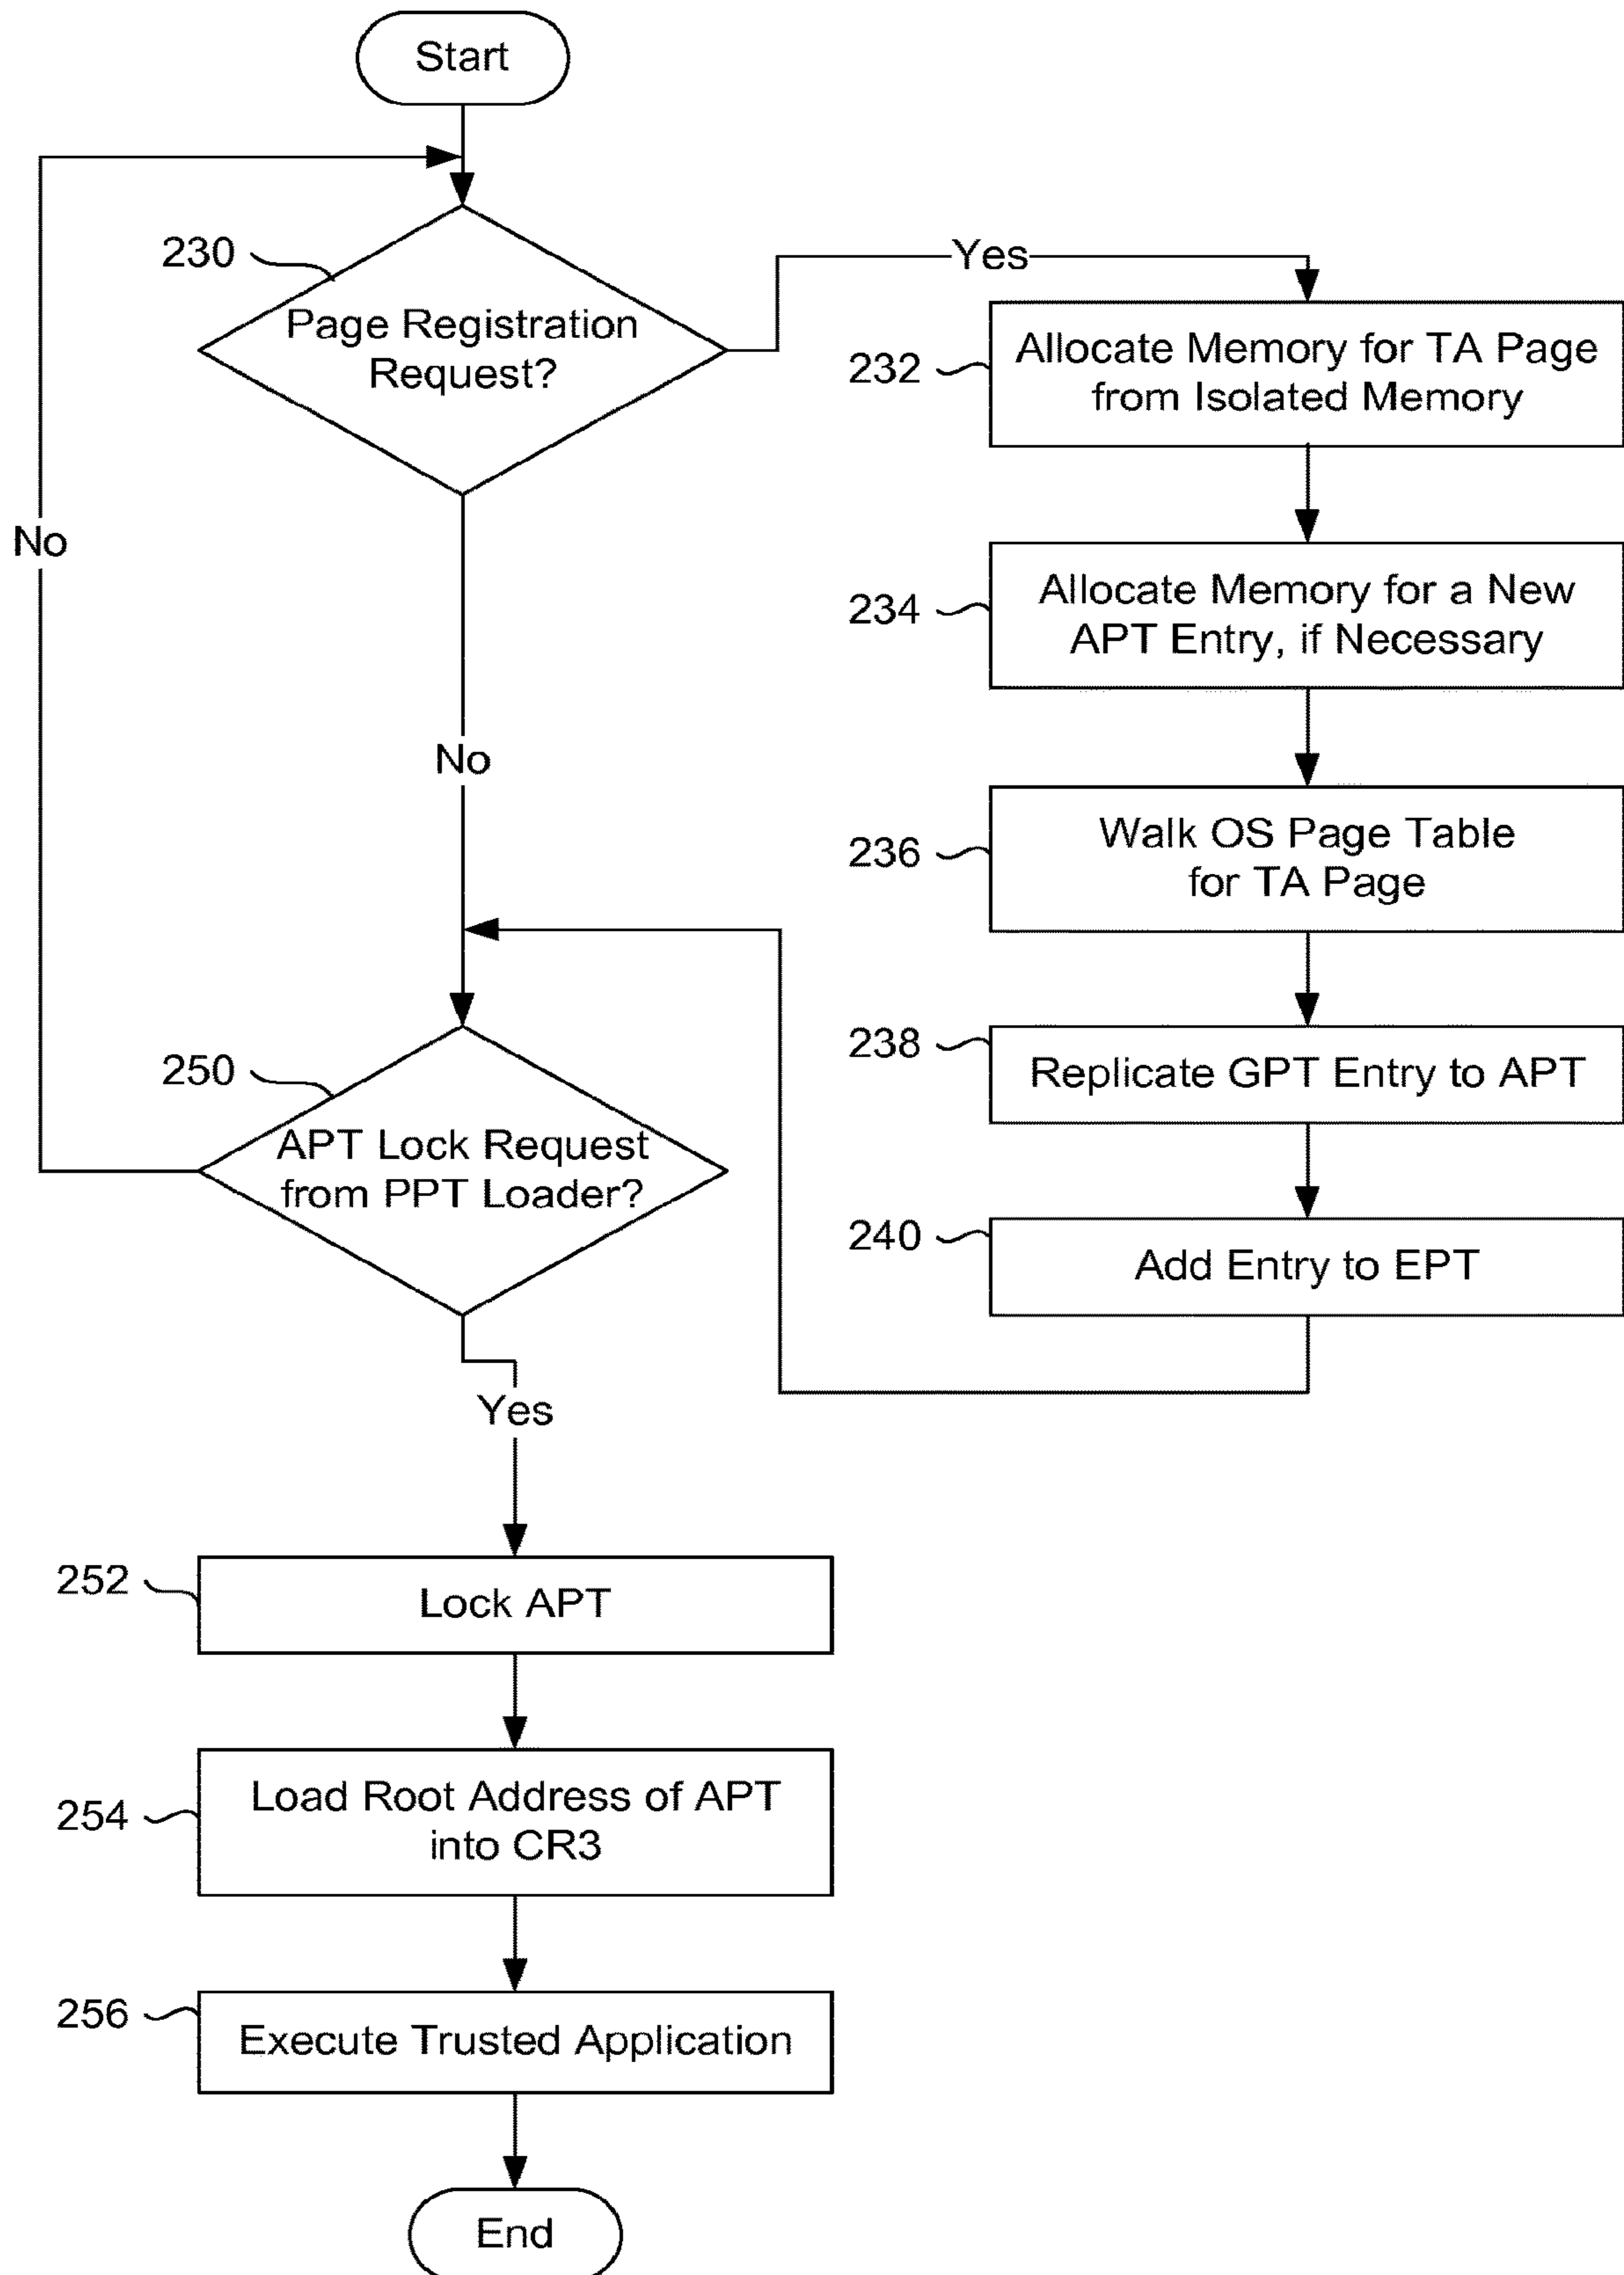 Start
230
Page Registration
Request?
Yes
232
Allocate Memory for TA Page
from Isolated Memory
No
234
Allocate Memory for a New
APT Entry, if Necessary
No
236
Walk OS Page Table
for TA Page
238
Replicate GPT Entry to APT
250
APT Lock Request
from PPT Loader?
240
Add Entry to EPT
Yes
252
Lock APT
254
Load Root Address of APT
into CR3
256
Execute Trusted Application
End